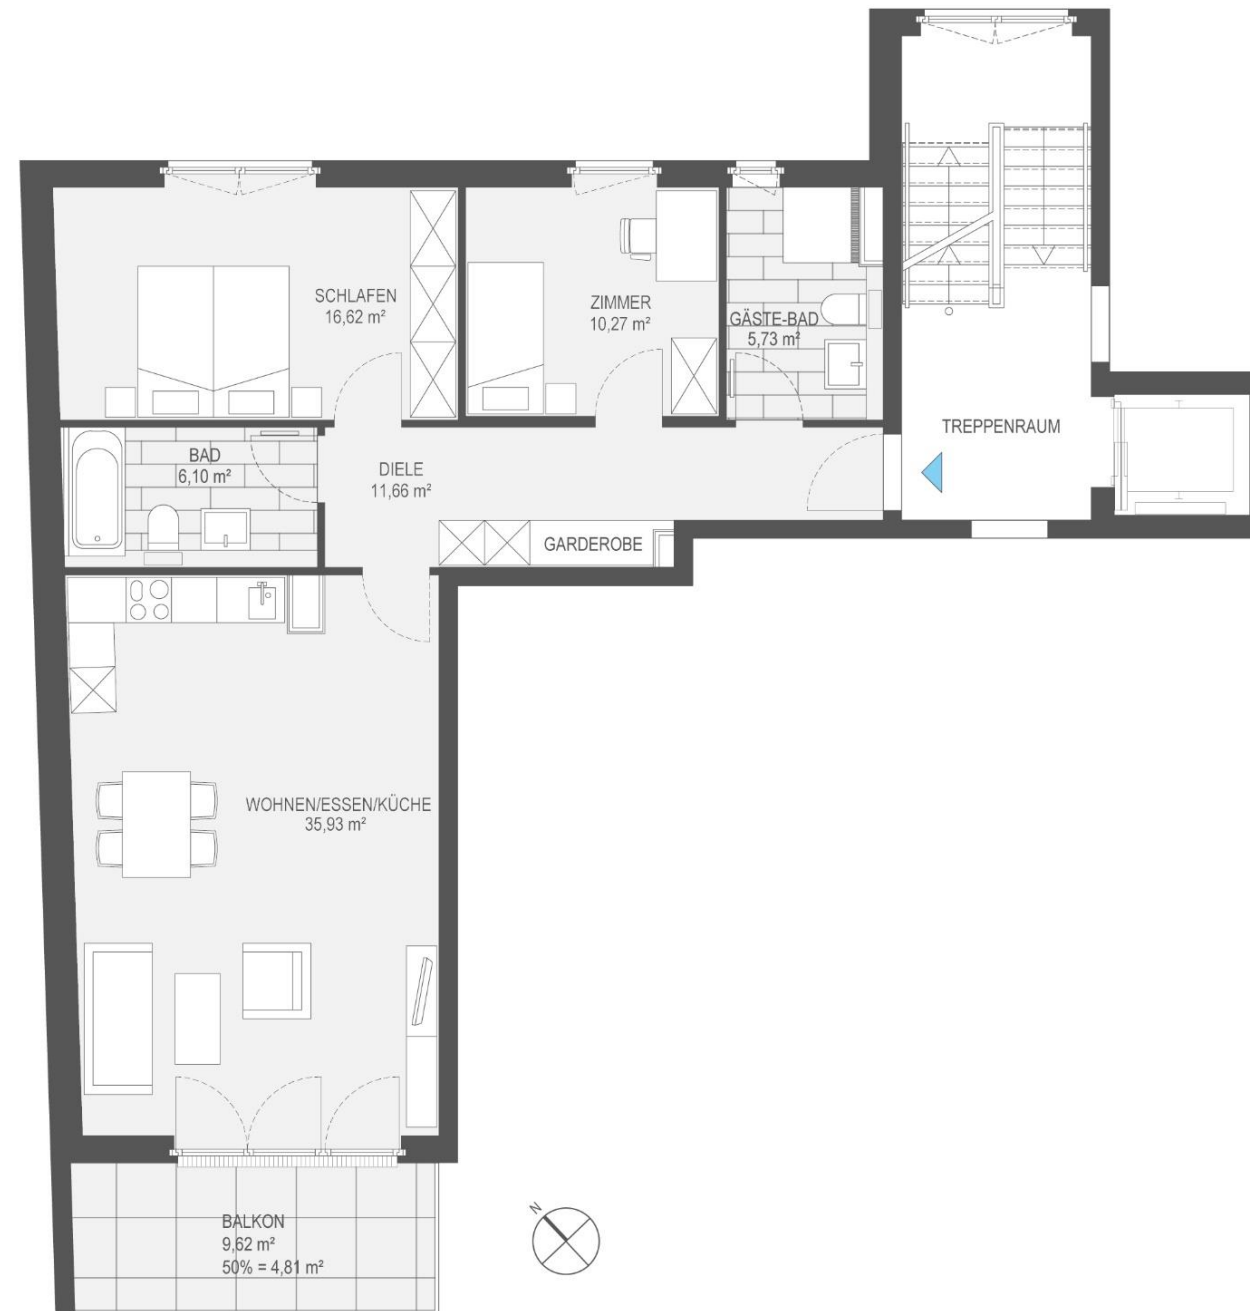 SCHLAFEN
16,62 m²
ZIMMER
10,27 m²
GÄSTE-BAD
5,73 m²
TREPPENRAUM
BAD
6,10 m²
DIELE
11,66 m²
GARDEROBE
WOHNEN/ESSEN/KÜCHE
35,93 m²
BALKON
9,62 m²
50% = 4,81 m²
N